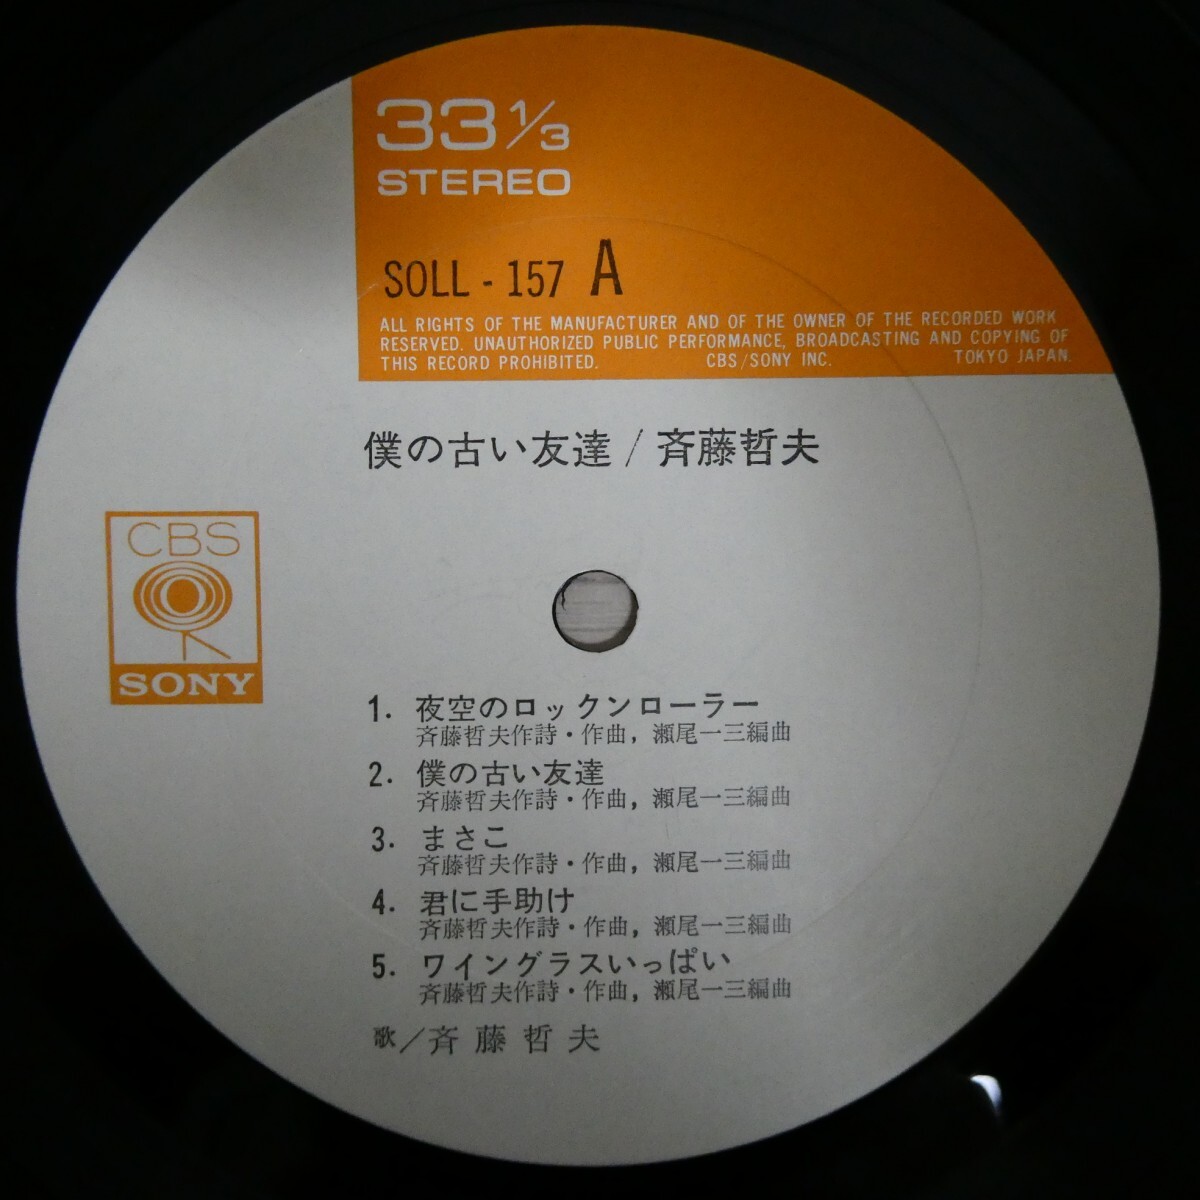 33 1/3
STEREO
SOLL - 157 A
ALL RIGHTS OF THE MANUFACTURER AND OF THE OWNER OF THE RECORDED WORK
RESERVED. UNAUTHORIZED PUBLIC PERFORMANCE, BROADCASTING AND COPYING OF
THIS RECORD PROHIBITED. CBS/SONY INC. TOKYO JAPAN.
僕の古い友達 / 斉藤哲夫
CBS
SONY
1. 夜空のロックンローラー
斉藤哲夫作詩・作曲, 瀬尾一三編曲
2. 僕の古い友達
斉藤哲夫作詩・作曲, 瀬尾一三編曲
3. まさこ
斉藤哲夫作詩・作曲, 瀬尾一三編曲
4. 君に手助け
斉藤哲夫作詩・作曲, 瀬尾一三編曲
5. ワイングラスいっぱい
斉藤哲夫作詩・作曲, 瀬尾一三編曲
歌/斉藤哲夫